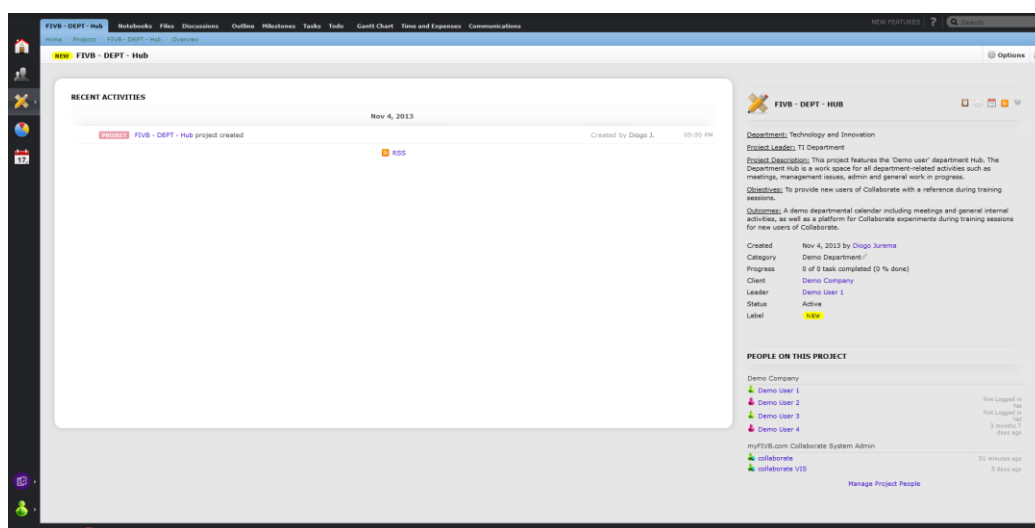 FIVB - DEPT - Hub Notebooks Files Discussions Outline Milestones Tasks Todo Gantt Chart Time and Expenses Communications NEW FEATURES ? Search
Home Projects FIVB - DEPT - Hub Overview
NEW FIVB - DEPT - Hub Options
RECENT ACTIVITIES
Nov 4, 2013
PROJECT FIVB - DEPT - Hub project created Created by Diogo J. 05:50 PM
RSS
17
FIVB - DEPT - HUB
Department: Technology and Innovation
Project Leader: TI Department
Project Description: This project features the 'Demo user' department Hub. The
Department Hub is a work space for all department-related activities such as
meetings, management issues, admin and general work in progress.
Objectives: To provide new users of Collaborate with a reference during training
sessions.
Outcomes: A demo departmental calender including meetings and general internal
activities, as well as a platform for Collaborate experiments during training sessions
for new users of Collaborate.
Created Nov 4, 2013 by Diogo Jurema
Category Demo Department
Progress 0 of 0 task completed (0 % done)
Client Demo Company
Leader Demo User 1
Status Active
Label NEW
PEOPLE ON THIS PROJECT
Demo Company
Demo User 1
Demo User 2 Not Logged in Yet
Demo User 3 Not Logged in Yet
Demo User 4 3 months 7 days ago
myFIVB.com Collaborate System Admin
collaborate 21 minutes ago
collaborate VIS 5 days ago
Manage Project People